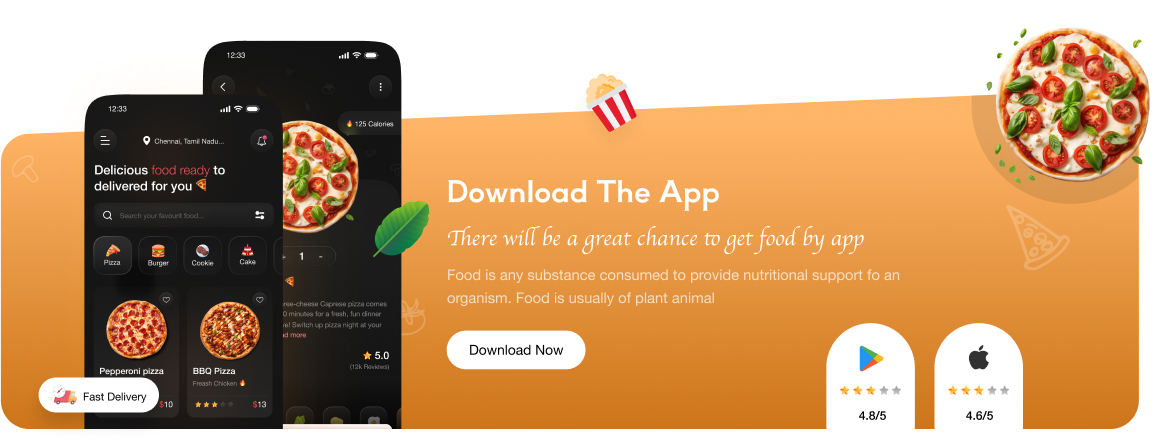 12:33
125 Calories
12:33
Chennai, Tamil Nadu...
Delicious food ready to
delivered for you
Search your favourit food...
Pizza
Burger
Cookie
Cake
1
-cheese Caprese pizza comes
0 minutes for a fresh, fun dinner
ve! Switch up pizza night at your
ad more
5.0
(12k Reviews)
Pepperoni pizza
$10
BBQ Pizza
Freash Chicken
$13
Fast Delivery
Download The App
There will be a great chance to get food by app
Food is any substance consumed to provide nutritional support fo an
organism. Food is usually of plant animal
Download Now
4.8/5
4.6/5